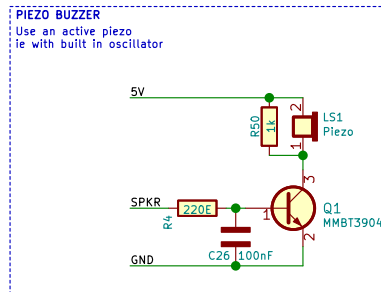 PIEZO BUZZER
Use an active piezo
ie with built in oscillator
5V
R50
1k
2
LS1
Piezo
1
3
SPKR
220E
R4
1
Q1
MMBT3904
2
C26 100nF
GND